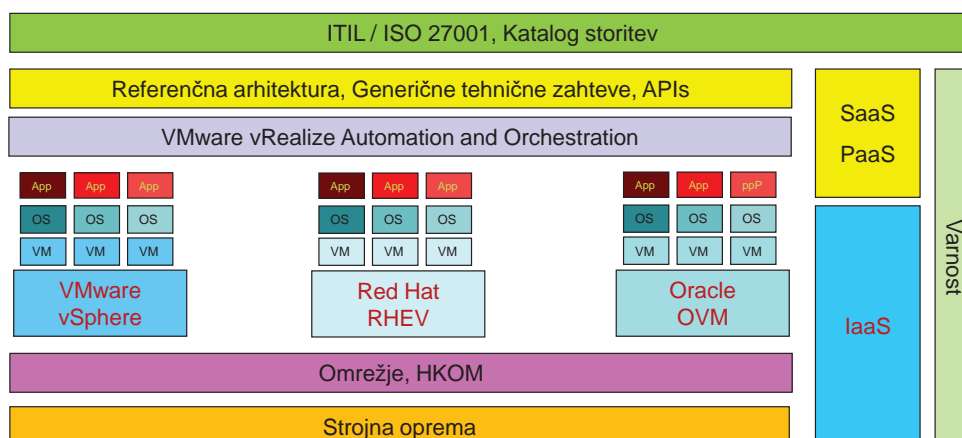 ITIL / ISO 27001, Katalog storitev
Referenčna arhitektura, Generične tehnične zahteve, APIs
VMware vRealize Automation and Orchestration
App App App
OS OS OS
VM VM VM
VMware
vSphere
App App App
OS OS OS
VM VM VM
Red Hat
RHEV
App App ppP
OS OS OS
VM VM VM
Oracle
OVM
Omrežje, HKOM
Strojna oprema
SaaS
PaaS
IaaS
Varnost